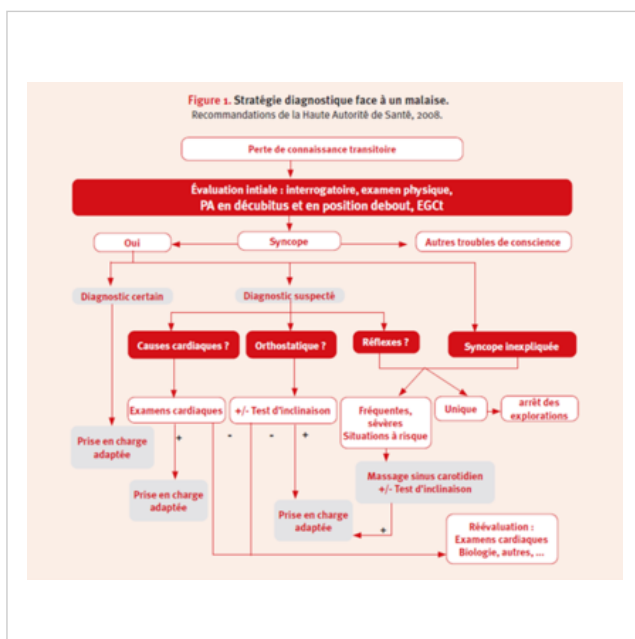 Figure 1. Stratégie diagnostique face à un malaise.
Recommandations de la Haute Autorité de Santé, 2008.
Perte de connaissance transitoire
Évaluation intiale : interrogatoire, examen physique,
PA en décubitus et en position debout, EGCt
Oui
Syncope
Autres troubles de conscience
Diagnostic certain
Diagnostic suspecté
Causes cardiaques ?
Orthostatique ?
Réflexes ?
Syncope inexpliquée
Examens cardiaques
+/- Test d'inclinaison
Fréquentes,
sévères
Situations à risque
Unique
arrêt des
explorations
+
-
-
+
Prise en charge
adaptée
Prise en charge
adaptée
Massage sinus carotidien
+/- Test d'inclinaison
Prise en charge
adaptée
+
Réévaluation :
Examens cardiaques
Biologie, autres, ...